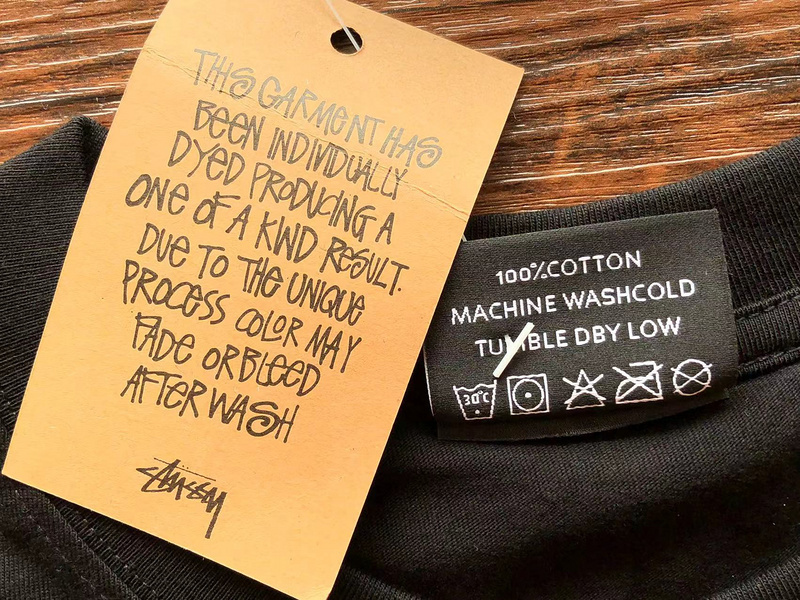 THIS GARMENT HAS
BEEN INDIVIDUALLY
DYED PRODUCING A
ONE OF A KIND RESULT.
DUE TO THE UNIQUE
PROCESS COLOR MAY
FADE OR BLEED
AFTER WASH
STÜSSY
100%COTTON
MACHINE WASHCOLD
TUMBLE DBY LOW
30°C